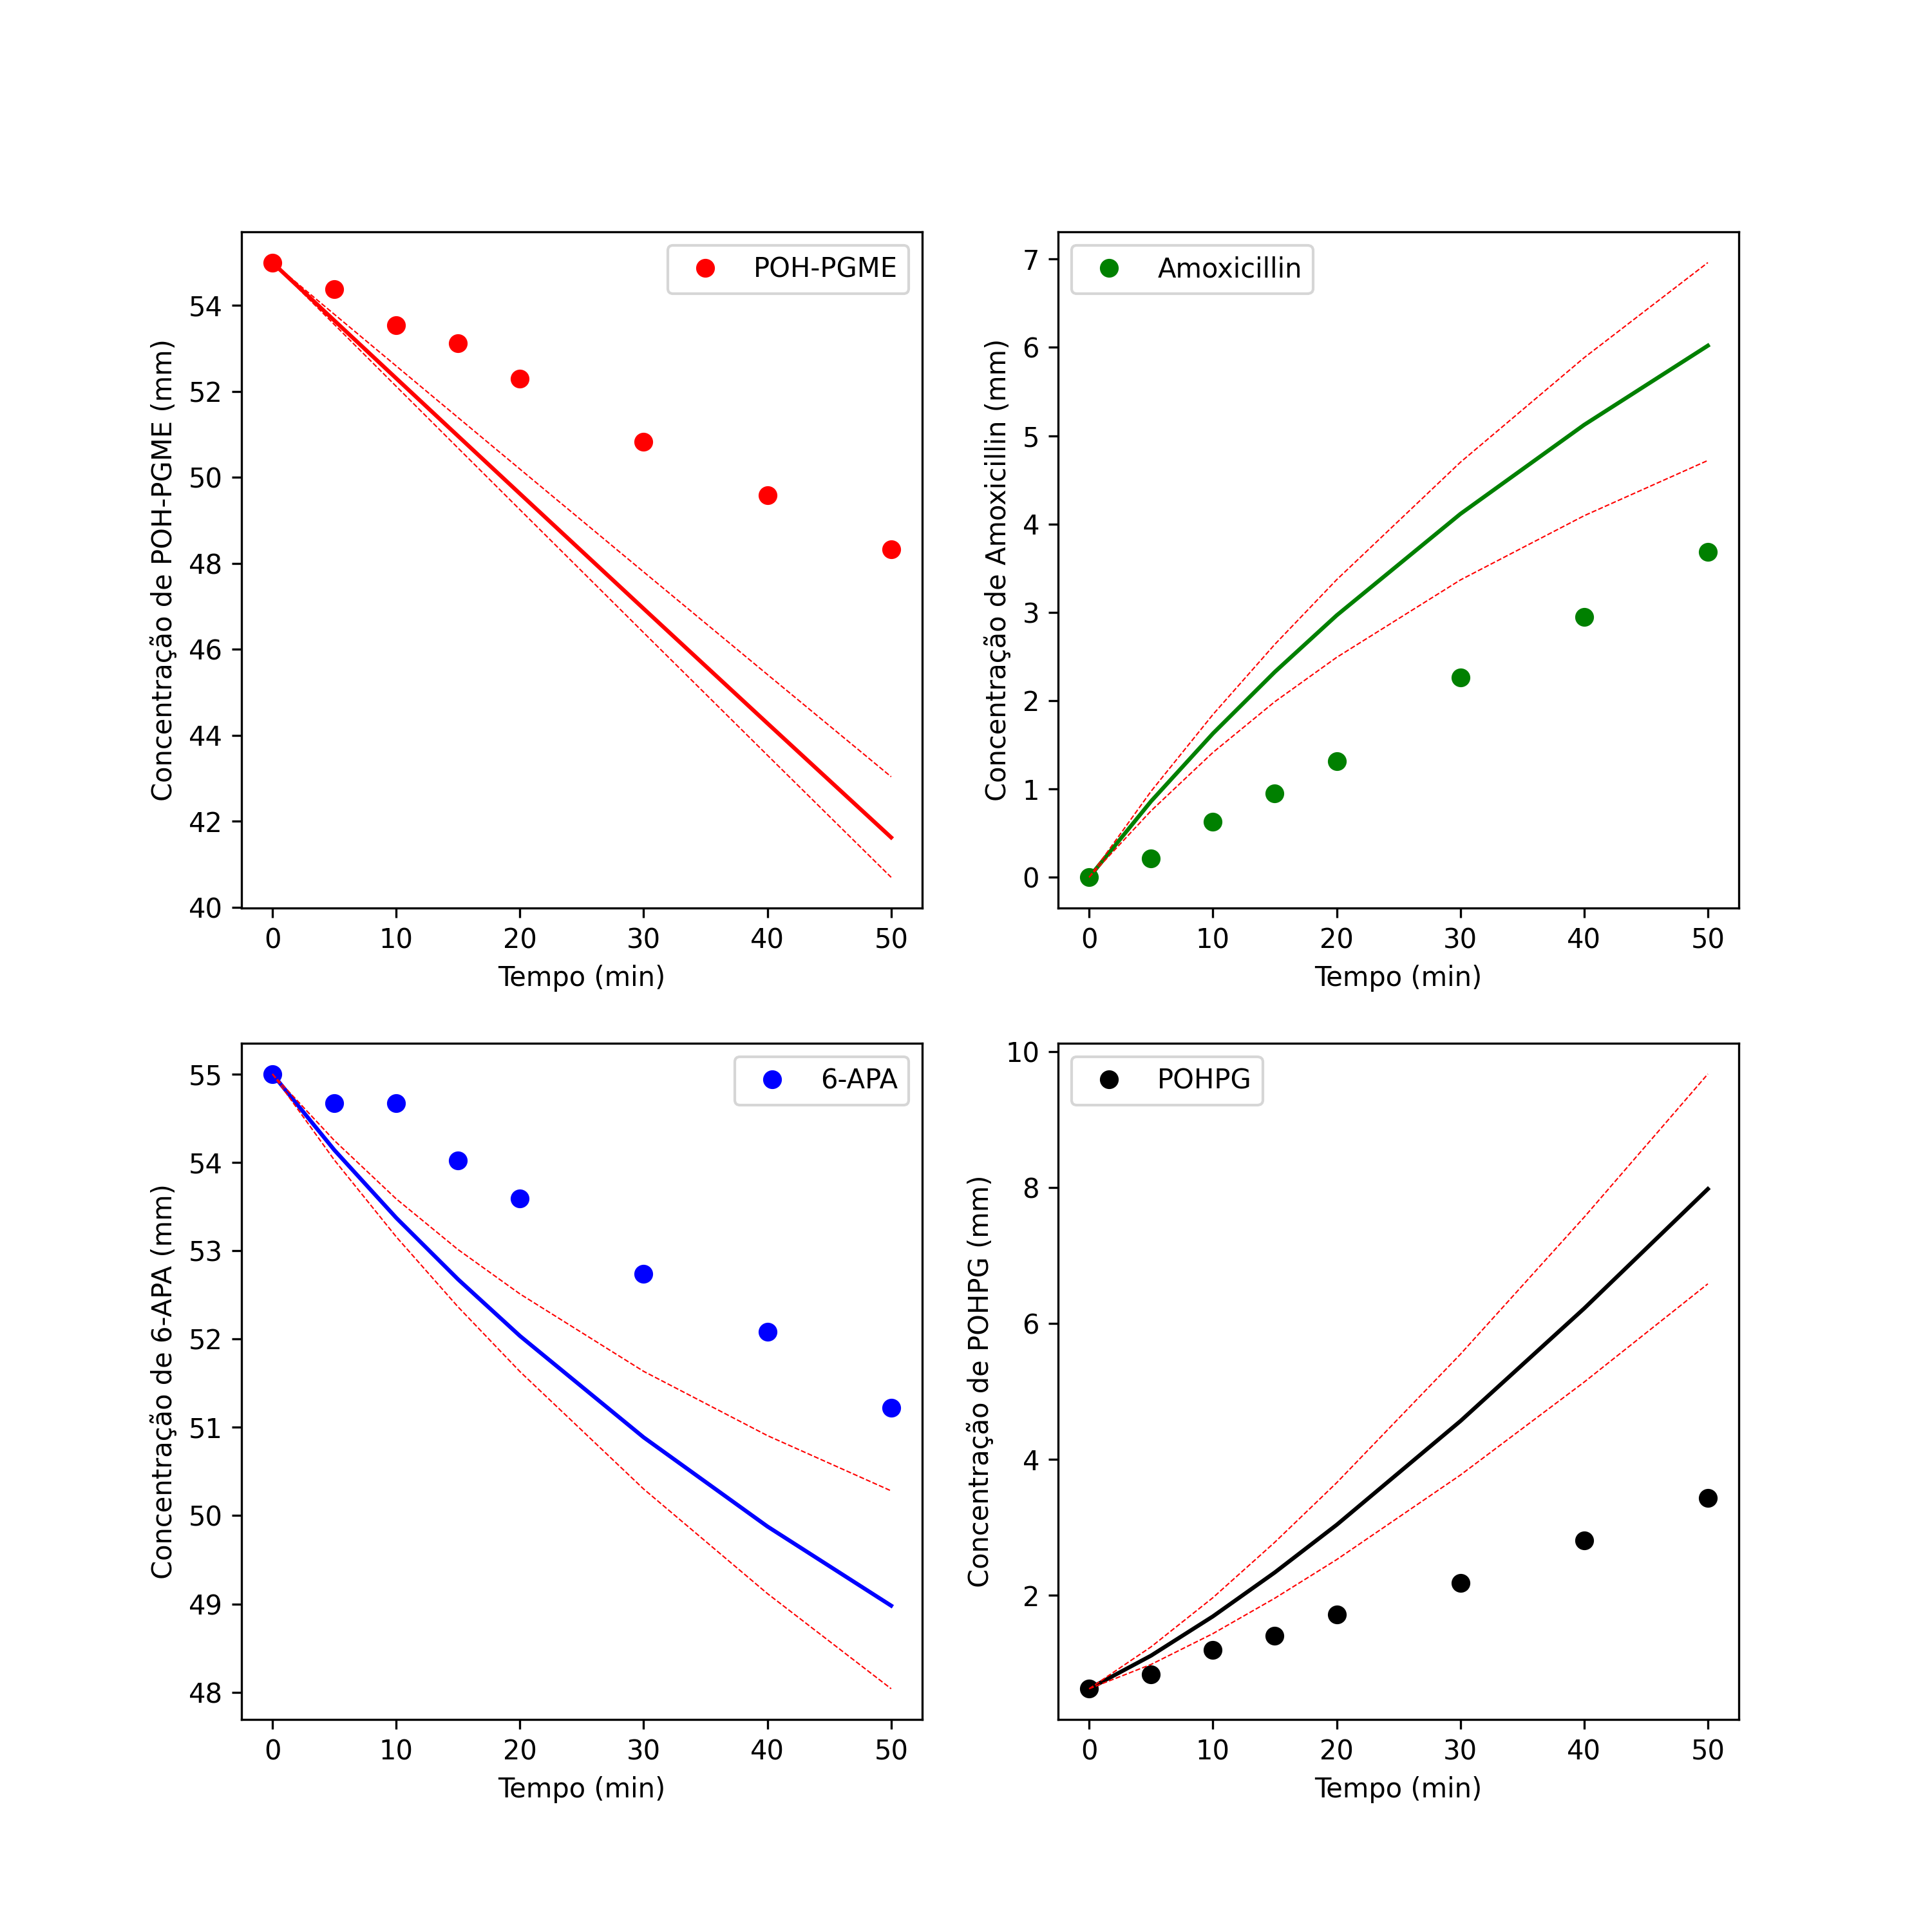 POH-PGME
Concentração de POH-PGME (mm)
54
52
50
48
46
44
42
40
0 10 20 30 40 50
Tempo (min)
Amoxicillin
Concentração de Amoxicillin (mm)
7
6
5
4
3
2
1
0
0 10 20 30 40 50
Tempo (min)
6-APA
Concentração de 6-APA (mm)
55
54
53
52
51
50
49
48
0 10 20 30 40 50
Tempo (min)
POHPG
Concentração de POHPG (mm)
10
8
6
4
2
0 10 20 30 40 50
Tempo (min)